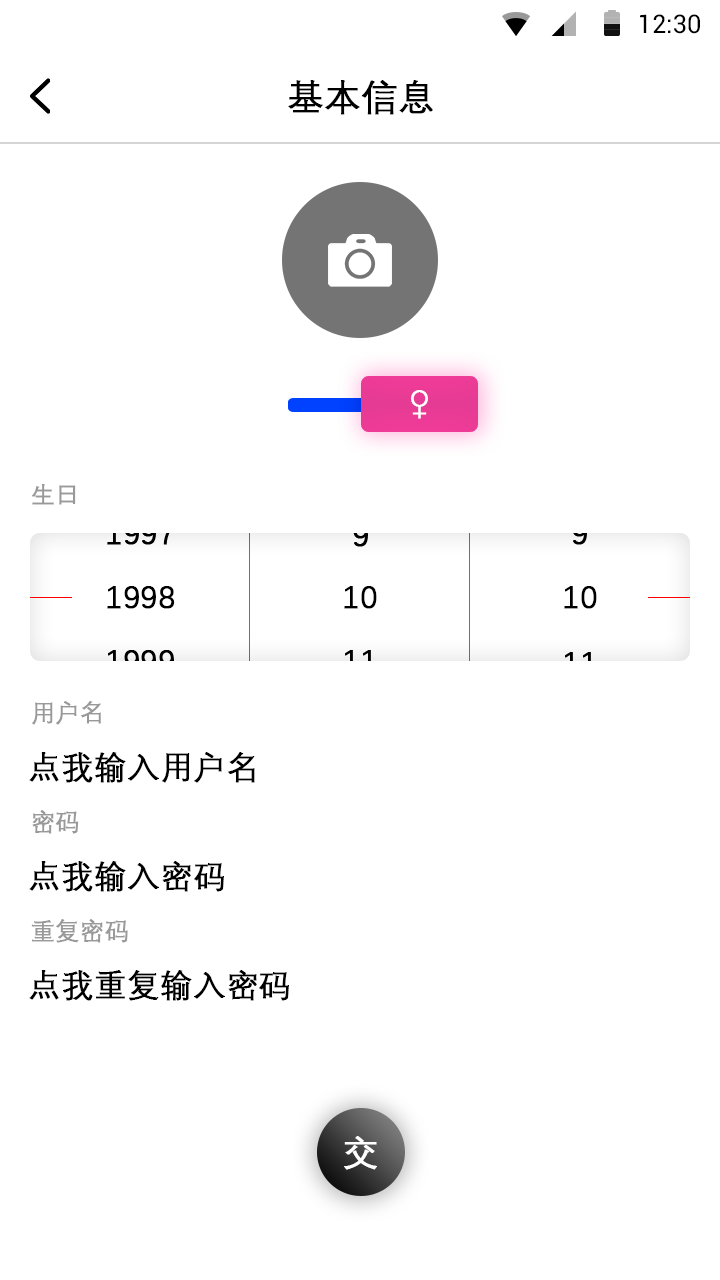 12:30
基本信息
♀
生日
1997 9 9
1998 10 10
1999 11 11
用户名
点我输入用户名
密码
点我输入密码
重复密码
点我重复输入密码
交